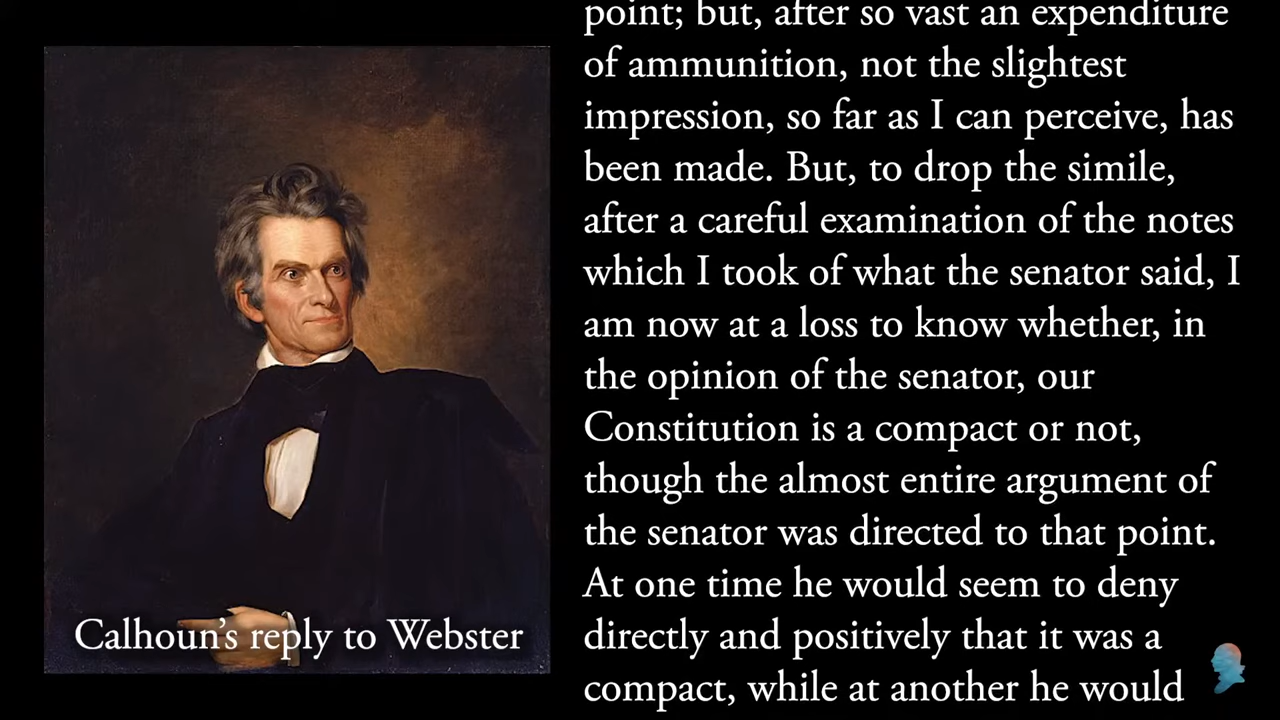 point; but, after so vast an expenditure
of ammunition, not the slightest
impression, so far as I can perceive, has
been made. But, to drop the simile,
after a careful examination of the notes
which I took of what the senator said, I
am now at a loss to know whether, in
the opinion of the senator, our
Constitution is a compact or not,
though the almost entire argument of
the senator was directed to that point.
At one time he would seem to deny
directly and positively that it was a
compact, while at another he would
Calhoun's reply to Webster